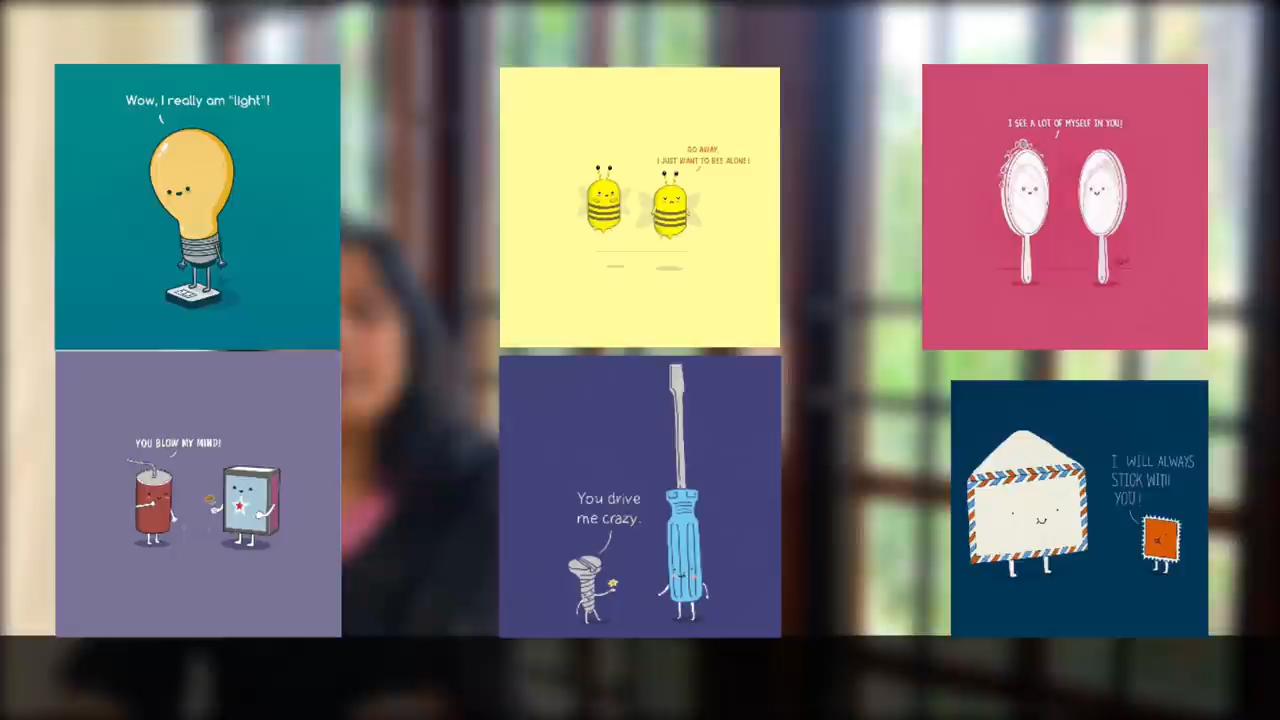 Wow, I really am "light"!
GO AWAY,
I JUST WANT TO BEE ALONE!
I SEE A LOT OF MYSELF IN YOU!
YOU BLOW MY MIND!
You drive
me crazy.
I WILL ALWAYS
STICK WITH
YOU!